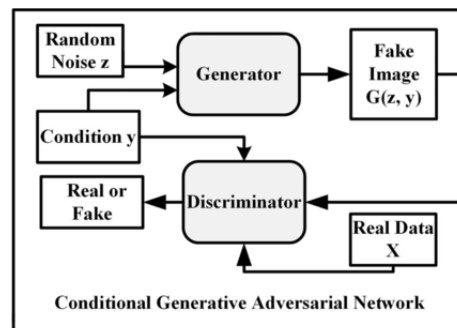 Random
Noise z
Generator
Fake
Image
G(z, y)
Condition y
Real or
Fake
Discriminator
Real Data
X
Conditional Generative Adversarial Network